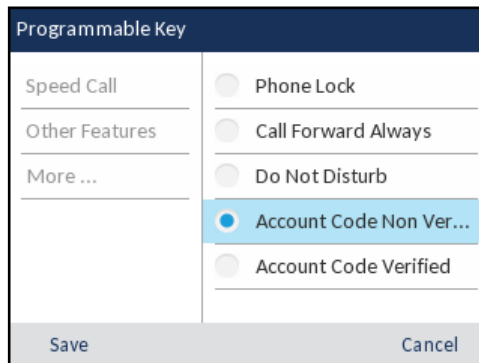 Programmable Key
Speed Call
Other Features
More ...
Phone Lock
Call Forward Always
Do Not Disturb
Account Code Non Ver...
Account Code Verified
Save
Cancel